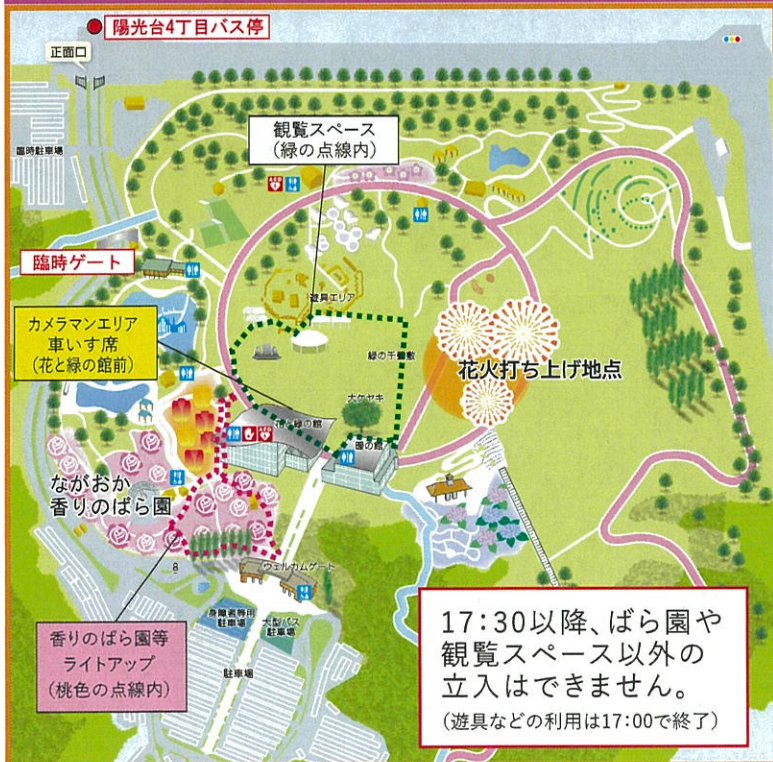 陽光台4丁目バス停
正面口
臨時駐車場
観覧スペース
(緑の点線内)
AED
臨時ゲート
遊具エリア
カメラマンエリア
車いす席
(花と緑の館前)
緑の千畳敷
花火打ち上げ地点
大ケヤキ
花と緑の館
AED
暖の館
ながおか
香りのばら園
ウェルカムゲート
身障者等用
駐車場
大型バス
駐車場
駐車場
香りのばら園等
ライトアップ
(桃色の点線内)
17:30以降、ばら園や
観覧スペース以外の
立入はできません。
(遊具などの利用は17:00で終了)